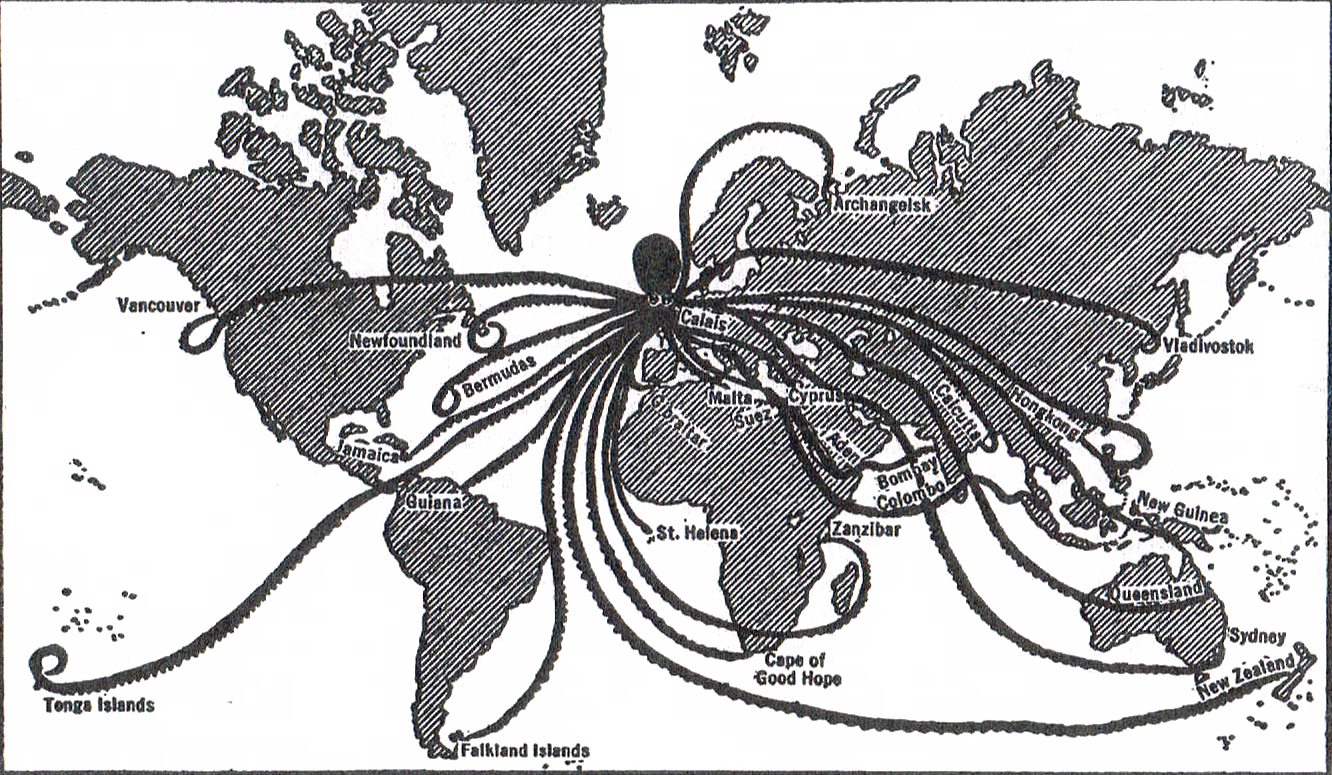 Archangelsk
Vancouver
Newfoundland
Calais
Vladivostok
Bermudas
Malta
Cyprus
Suez
Calcutta
Hongkong
Jamaica
Aden
Bombay
Colombo
Guiana
New Guinea
St. Helena
Zanzibar
Queensland
Sydney
Cape of
Good Hope
New Zealand
Tonga Islands
Falkland Islands